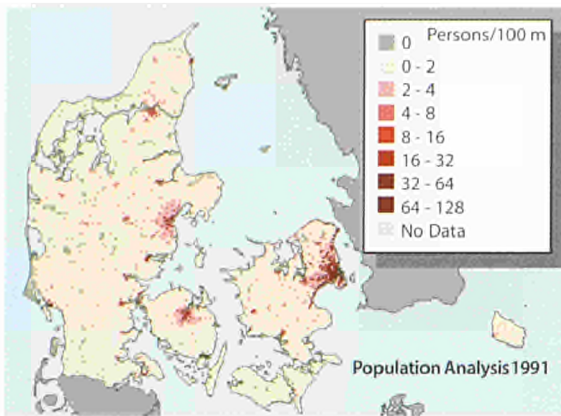 Persons/100 m
0
0 - 2
2 - 4
4 - 8
8 - 16
16 - 32
32 - 64
64 - 128
No Data
Population Analysis1991